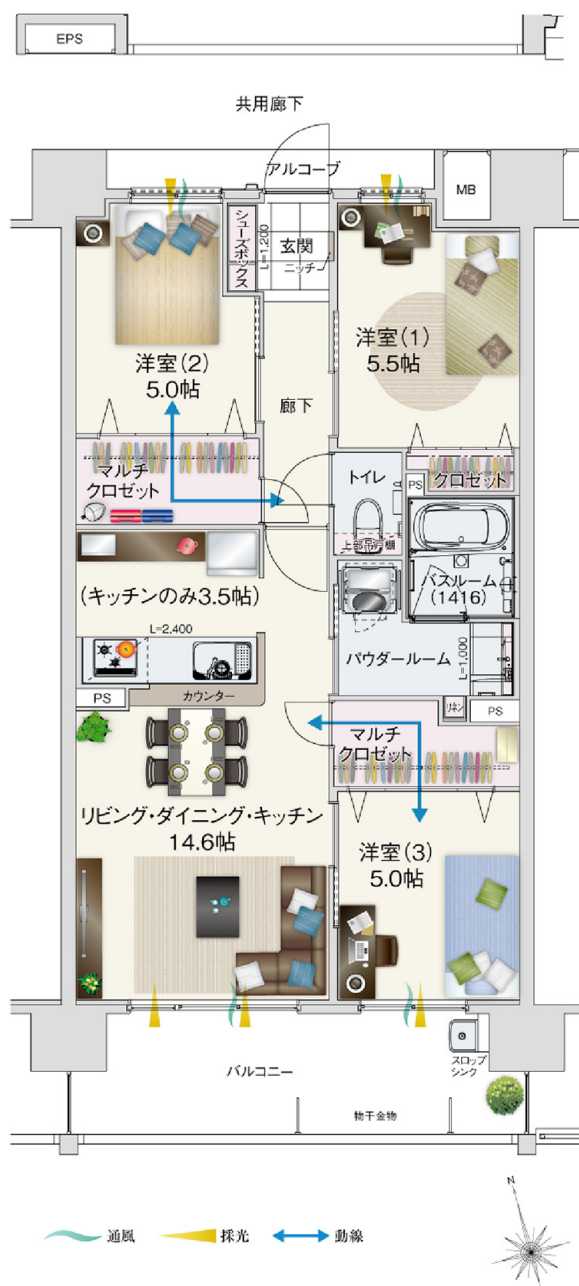 EPS
共用廊下
アルコーブ
MB
シューズボックス
L=1,200
玄関
ニッチ
洋室(1)
5.5帖
洋室(2)
5.0帖
廊下
マルチ
クロゼット
トイレ
PS
クロゼット
上部吊戸棚
バスルーム
(1416)
(キッチンのみ3.5帖)
L=2,400
パウダールーム
L=1,000
PS
カウンター
リネン
PS
マルチ
クロゼット
リビング・ダイニング・キッチン
14.6帖
洋室(3)
5.0帖
バルコニー
スロップ
シンク
物干金物
N
通風
採光
動線